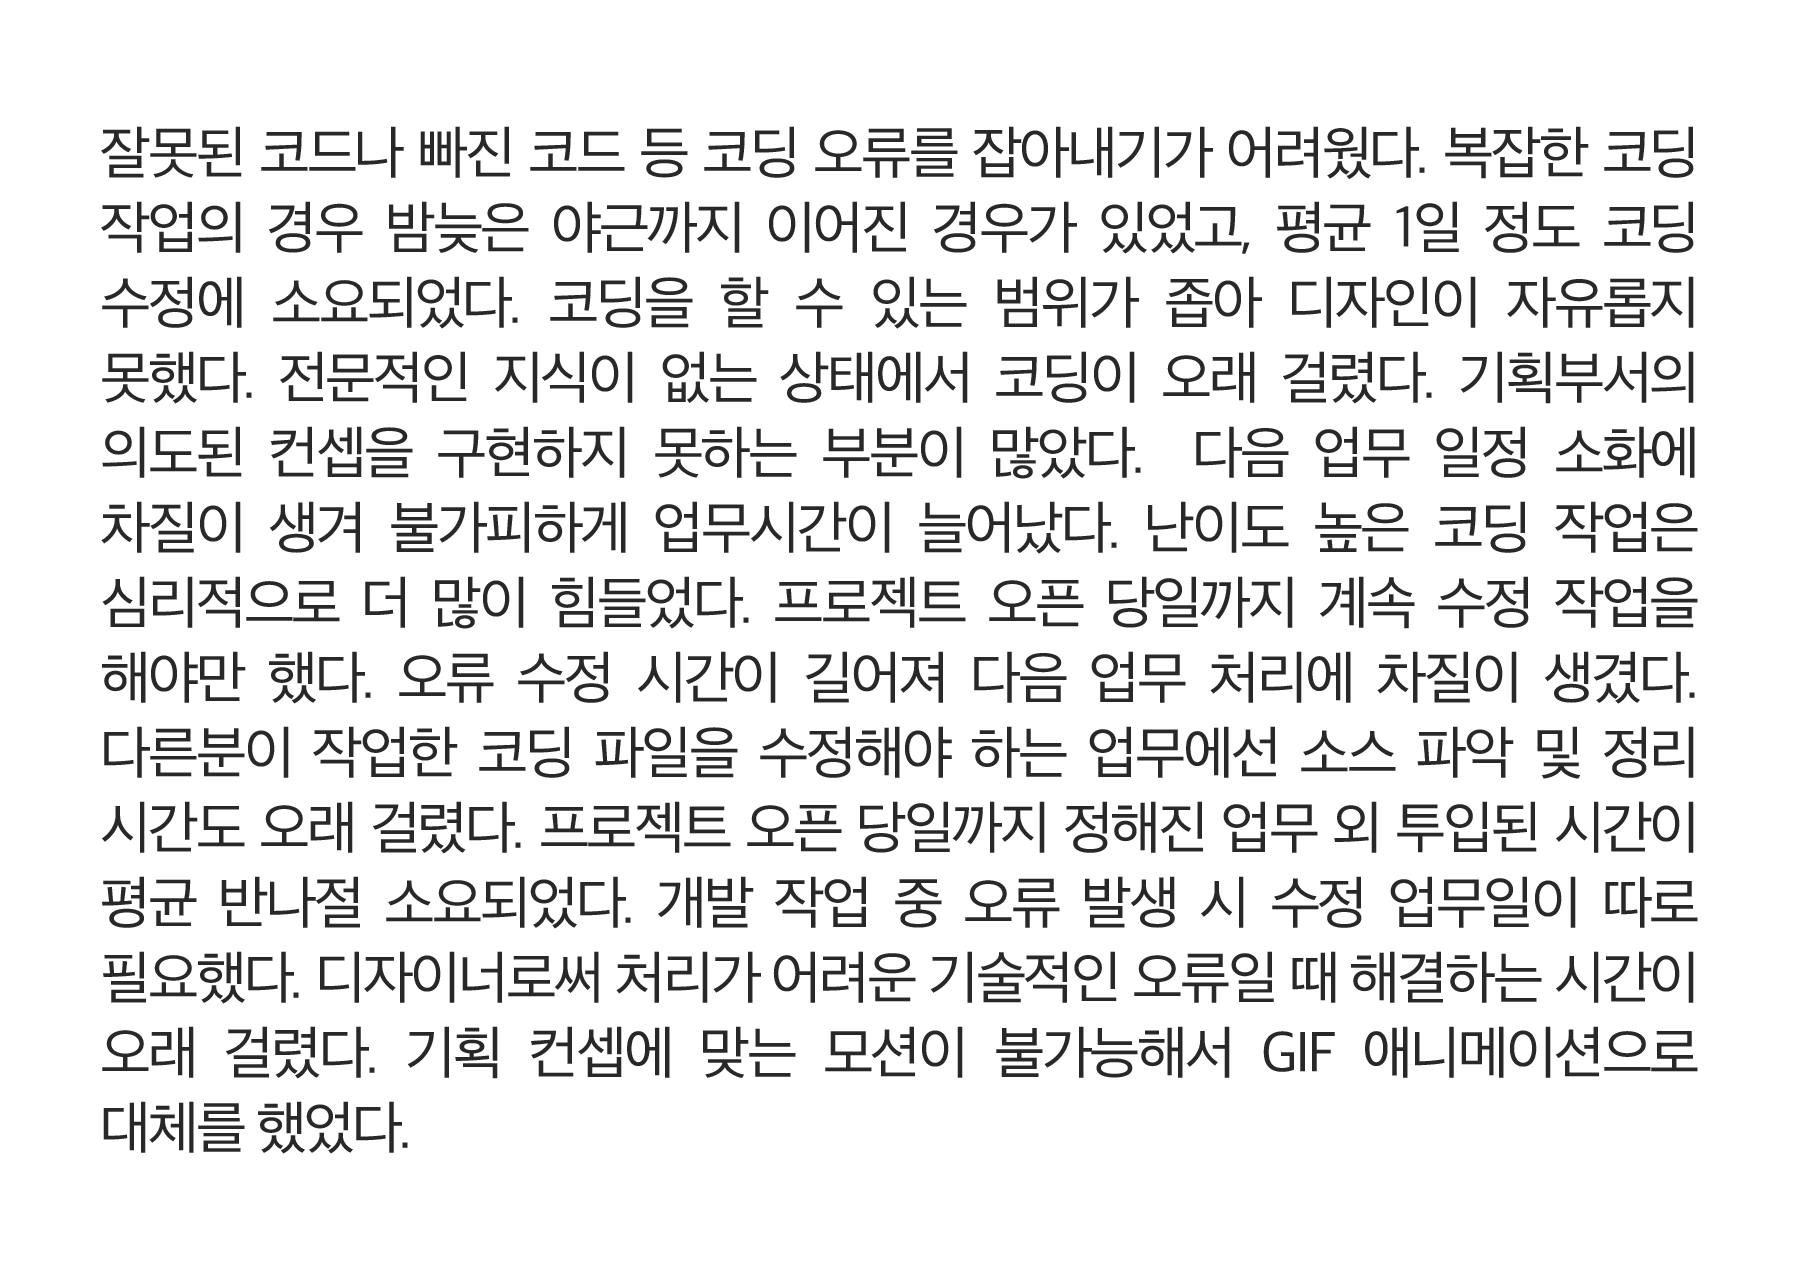 잘못된 코드나 빠진 코드 등 코딩 오류를 잡아내기가 어려웠다. 복잡한 코딩
작업의 경우 밤늦은 야근까지 이어진 경우가 있었고, 평균 1일 정도 코딩
수정에 소요되었다. 코딩을 할 수 있는 범위가 좁아 디자인이 자유롭지
못했다. 전문적인 지식이 없는 상태에서 코딩이 오래 걸렸다. 기획부서의
의도된 컨셉을 구현하지 못하는 부분이 많았다. 다음 업무 일정 소화에
차질이 생겨 불가피하게 업무시간이 늘어났다. 난이도 높은 코딩 작업은
심리적으로 더 많이 힘들었다. 프로젝트 오픈 당일까지 계속 수정 작업을
해야만 했다. 오류 수정 시간이 길어져 다음 업무 처리에 차질이 생겼다.
다른분이 작업한 코딩 파일을 수정해야 하는 업무에선 소스 파악 및 정리
시간도 오래 걸렸다. 프로젝트 오픈 당일까지 정해진 업무 외 투입된 시간이
평균 반나절 소요되었다. 개발 작업 중 오류 발생 시 수정 업무일이 따로
필요했다. 디자이너로써 처리가 어려운 기술적인 오류일 때 해결하는 시간이
오래 걸렸다. 기획 컨셉에 맞는 모션이 불가능해서 GIF 애니메이션으로
대체를 했었다.